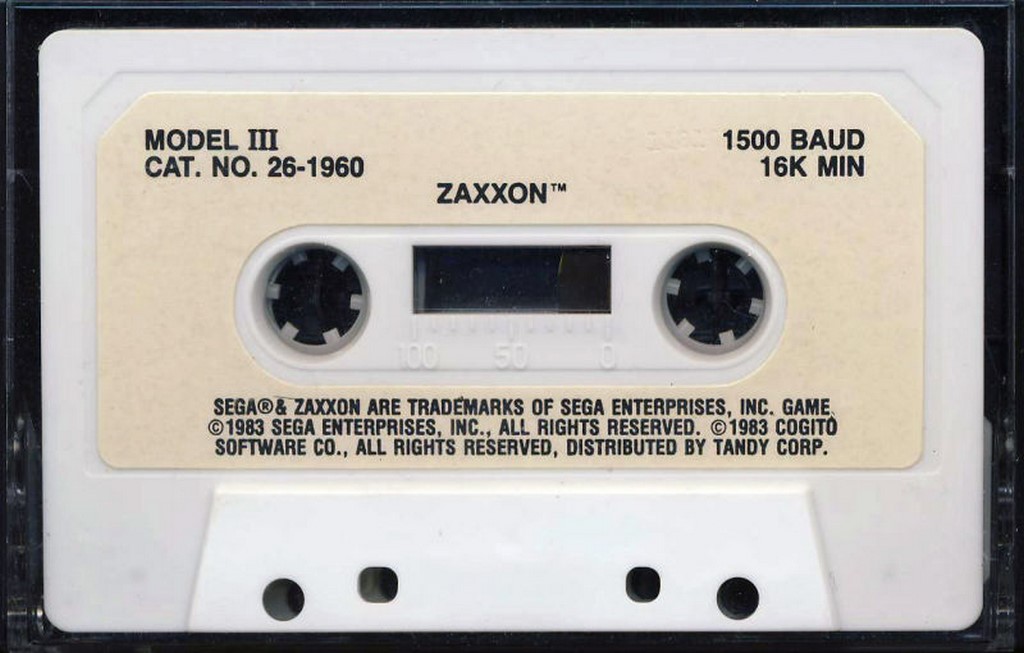 MODEL III
CAT. NO. 26-1960
1500 BAUD
16K MIN
ZAXXON™
100 50 0
SEGA®& ZAXXON ARE TRADEMARKS OF SEGA ENTERPRISES, INC. GAME
©1983 SEGA ENTERPRISES, INC., ALL RIGHTS RESERVED. ©1983 COGITO
SOFTWARE CO., ALL RIGHTS RESERVED, DISTRIBUTED BY TANDY CORP.